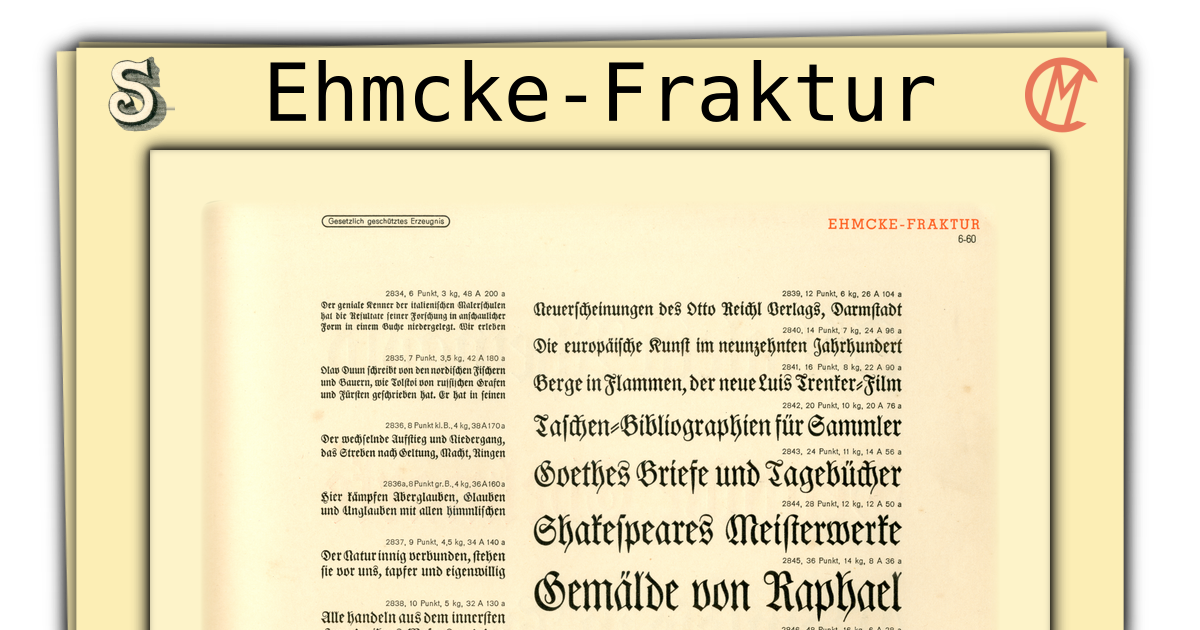 Ehmcke-Fraktur
Gesetzlich geschütztes Erzeugnis
EHMCKE-FRAKTUR
6-60
2834, 6 Punkt, 3 kg, 48 A 200 a
Der geniale Kenner der italienischen Malerschulen
hat die Resultate seiner Forschung in anschaulicher
Form in einem Buche niedergelegt. Wir erleben
2835, 7 Punkt, 3,5 kg, 42 A 180 a
Olav Duun schreibt von den nordischen Fischern
und Bauern, wie Tolstoi von russischen Grafen
und Fürsten geschrieben hat. Er hat in seinen
2836, 8 Punkt kl. B., 4 kg, 38 A 170 a
Der wechselnde Aufstieg und Niedergang,
das Streben nach Geltung, Macht, Ringen
2836a, 8 Punkt gr. B., 4 kg, 36 A 160 a
Hier kämpfen Aberglauben, Glauben
und Unglauben mit allen himmlischen
2837, 9 Punkt, 4,5 kg, 34 A 140 a
Der Natur innig verbunden, stehen
sie vor uns, tapfer und eigenwillig
2838, 10 Punkt, 5 kg, 32 A 130 a
Alle handeln aus dem innersten
2839, 12 Punkt, 6 kg, 26 A 104 a
Neuerscheinungen des Otto Reichl Verlags, Darmstadt
2840, 14 Punkt, 7 kg, 24 A 96 a
Die europäische Kunst im neunzehnten Jahrhundert
2841, 16 Punkt, 8 kg, 22 A 90 a
Berge in Flammen, der neue Luis Trenker-Film
2842, 20 Punkt, 10 kg, 20 A 76 a
Taschen-Bibliographien für Sammler
2843, 24 Punkt, 11 kg, 14 A 56 a
Goethes Briefe und Tagebücher
2844, 28 Punkt, 12 kg, 12 A 50 a
Shakespeares Meisterwerke
2845, 36 Punkt, 14 kg, 8 A 36 a
Gemälde von Raphael